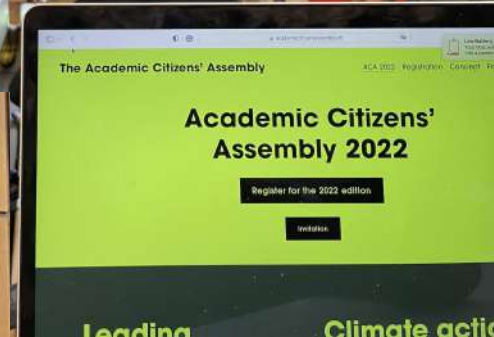 The Academic Citizens' Assembly
ACA 2022 Registration Concept
Academic Citizens'
Assembly 2022
Register for the 2022 edition
Invitation
Leading
Climate actio